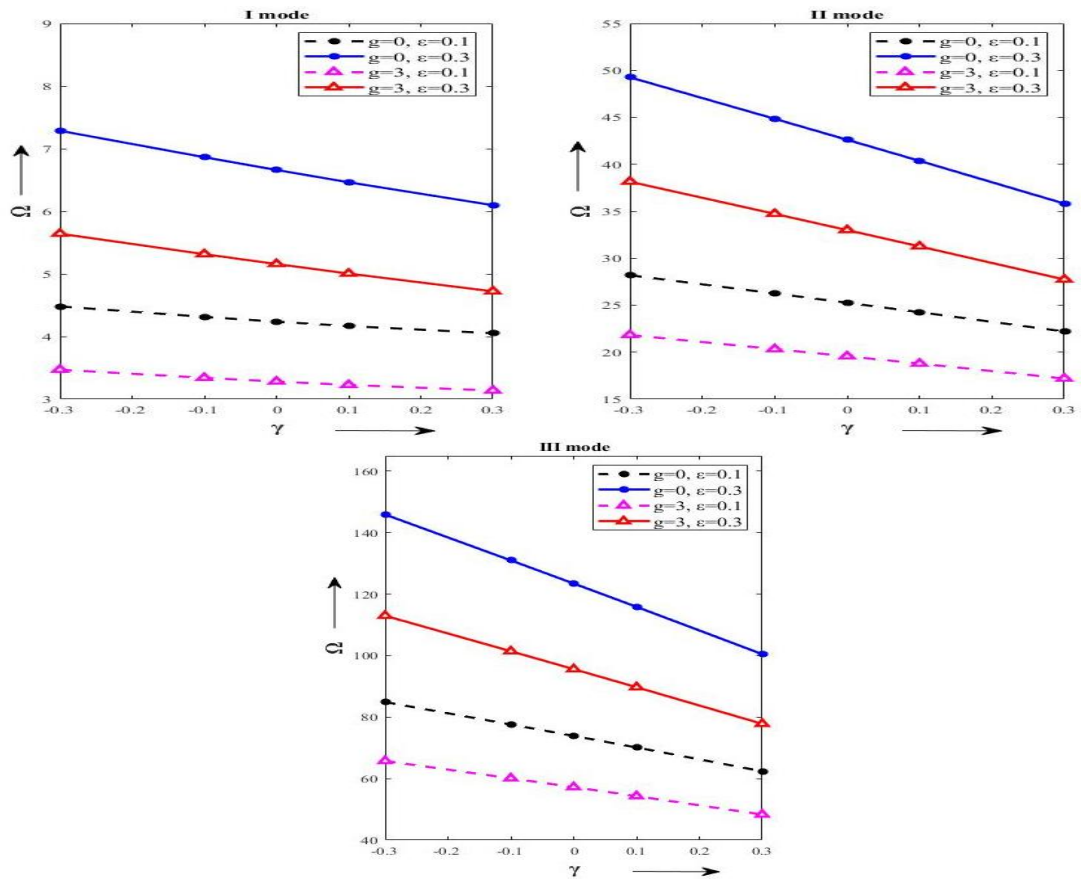 I mode
g=0, ε=0.1
g=0, ε=0.3
g=3, ε=0.1
g=3, ε=0.3
9
8
7
6
5
4
3
Ω
-0.3 -0.2 -0.1 0 0.1 0.2 0.3
γ
II mode
g=0, ε=0.1
g=0, ε=0.3
g=3, ε=0.1
g=3, ε=0.3
55
50
45
40
35
30
25
20
15
Ω
-0.3 -0.2 -0.1 0 0.1 0.2 0.3
γ
III mode
g=0, ε=0.1
g=0, ε=0.3
g=3, ε=0.1
g=3, ε=0.3
160
140
120
100
80
60
40
Ω
-0.3 -0.2 -0.1 0 0.1 0.2 0.3
γ